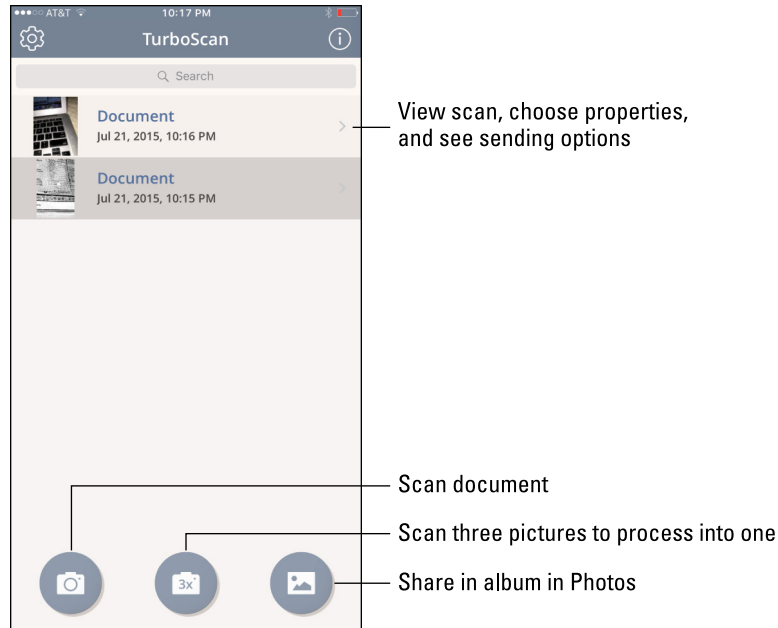 ●●●○○ AT&T 10:17 PM
TurboScan
Search
Document
Jul 21, 2015, 10:16 PM
View scan, choose properties,
and see sending options
Document
Jul 21, 2015, 10:15 PM
Scan document
Scan three pictures to process into one
3x
Share in album in Photos